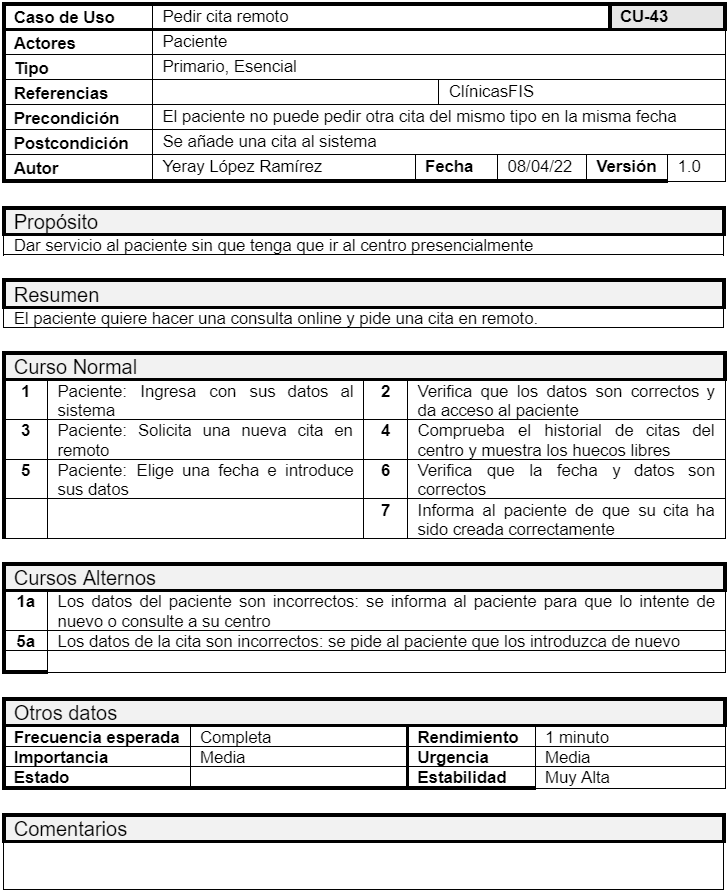 Caso de Uso Pedir cita remoto CU-43
Actores Paciente
Tipo Primario, Esencial
Referencias ClínicasFIS
Precondición El paciente no puede pedir otra cita del mismo tipo en la misma fecha
Postcondición Se añade una cita al sistema
Autor Yeray López Ramírez Fecha 08/04/22 Versión 1.0
Propósito
Dar servicio al paciente sin que tenga que ir al centro presencialmente
Resumen
El paciente quiere hacer una consulta online y pide una cita en remoto.
Curso Normal
1 Paciente: Ingresa con sus datos al
sistema
2 Verifica que los datos son correctos y
da acceso al paciente
3 Paciente: Solicita una nueva cita en
remoto
4 Comprueba el historial de citas del
centro y muestra los huecos libres
5 Paciente: Elige una fecha e introduce
sus datos
6 Verifica que la fecha y datos son
correctos
7 Informa al paciente de que su cita ha
sido creada correctamente
Cursos Alternos
1a Los datos del paciente son incorrectos: se informa al paciente para que lo intente de
nuevo o consulte a su centro
5a Los datos de la cita son incorrectos: se pide al paciente que los introduzca de nuevo
Otros datos
Frecuencia esperada Completa Rendimiento 1 minuto
Importancia Media Urgencia Media
Estado Estabilidad Muy Alta
Comentarios